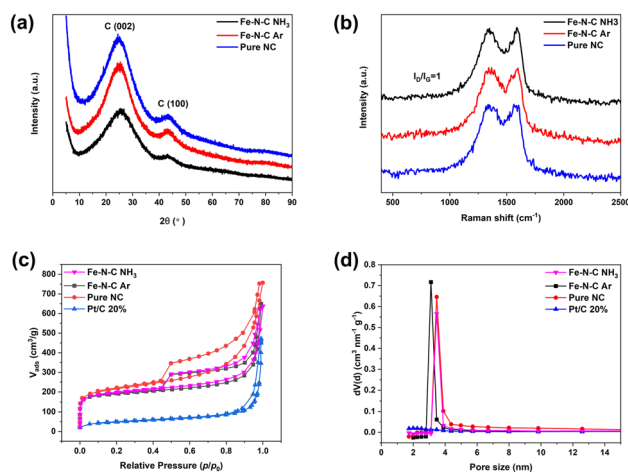 (a)
C (002)
Fe-N-C NH₃
Fe-N-C Ar
Pure NC
C (100)
Intensity (a.u.)
0 10 20 30 40 50 60 70 80 90
2θ (°)
(b)
Fe-N-C NH3
Fe-N-C Ar
Pure NC
I_D/I_G=1
Intensity (a.u.)
500 1000 1500 2000 2500
Raman shift (cm⁻¹)
(c)
800
700
600
500
400
300
200
100
0
Fe-N-C NH₃
Fe-N-C Ar
Pure NC
Pt/C 20%
V_ads (cm³/g)
0.0 0.2 0.4 0.6 0.8 1.0
Relative Pressure (p/p₀)
(d)
0.8
0.7
0.6
0.5
0.4
0.3
0.2
0.1
0.0
Fe-N-C NH₃
Fe-N-C Ar
Pure NC
Pt/C 20%
dV(d) (cm³ nm⁻¹ g⁻¹)
0 2 4 6 8 10 12 14
Pore size (nm)